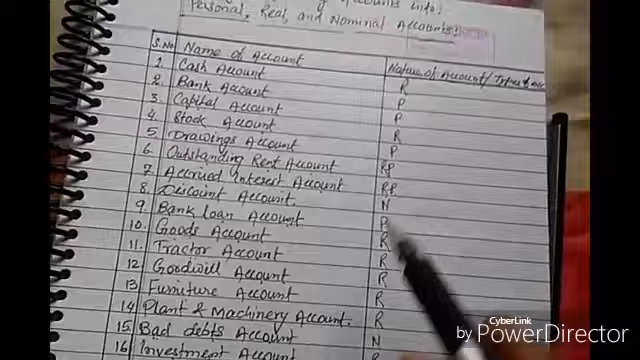 Accounts into:
Personal, Real, and Nominal Accounts:
S.No Name of Account Nature of Account/
1. Cash Account R
2. Bank Account P
3. Capital Account P
4. Stock Account R
5. Drawings Account P
6. Outstanding Rent Account RP
7. Accrued Interest Account RP
8. Discount Account N
9. Bank loan Account P
10. Goods Account R
11. Tractor Account R
12. Goodwill Account R
13. Furniture Account R
14 Plant & Machinery Account. R
15. Bad debts Account N
16. Investment Account R
CyberLink
by PowerDirector